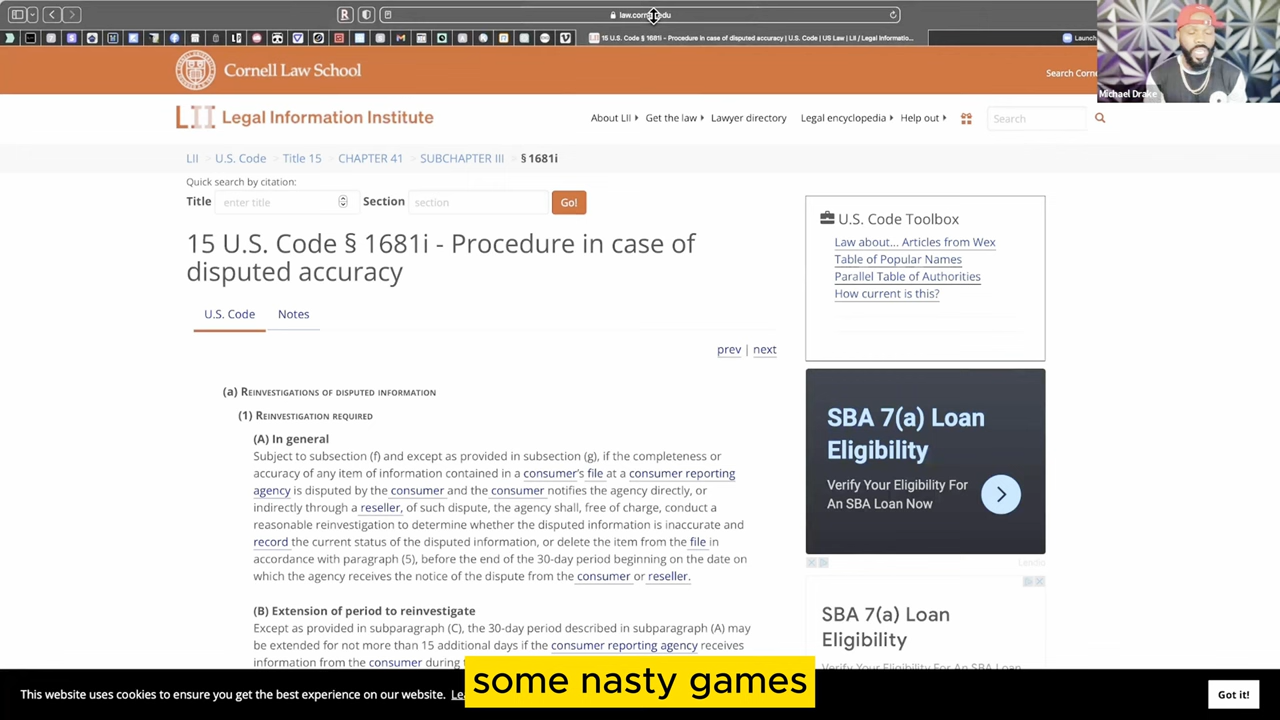 law.cornell.edu
15 U.S. Code § 1681i - Procedure in case of disputed accuracy | U.S. Code | US Law | LII / Legal Informatio...
Launch
Michael Drake
Cornell Law School
Search Corne
LII Legal Information Institute
About LII
Get the law
Lawyer directory
Legal encyclopedia
Help out
Search
LII > U.S. Code > Title 15 > CHAPTER 41 > SUBCHAPTER III > § 1681i
Quick search by citation:
Title enter title Section section Go!
15 U.S. Code § 1681i - Procedure in case of
disputed accuracy
U.S. Code Notes
prev | next
(a) REINVESTIGATIONS OF DISPUTED INFORMATION
(1) REINVESTIGATION REQUIRED
(A) In general
Subject to subsection (f) and except as provided in subsection (g), if the completeness or
accuracy of any item of information contained in a consumer's file at a consumer reporting
agency is disputed by the consumer and the consumer notifies the agency directly, or
indirectly through a reseller, of such dispute, the agency shall, free of charge, conduct a
reasonable reinvestigation to determine whether the disputed information is inaccurate and
record the current status of the disputed information, or delete the item from the file in
accordance with paragraph (5), before the end of the 30-day period beginning on the date on
which the agency receives the notice of the dispute from the consumer or reseller.
(B) Extension of period to reinvestigate
Except as provided in subparagraph (C), the 30-day period described in subparagraph (A) may
be extended for not more than 15 additional days if the consumer reporting agency receives
information from the consumer during t
U.S. Code Toolbox
Law about... Articles from Wex
Table of Popular Names
Parallel Table of Authorities
How current is this?
SBA 7(a) Loan
Eligibility
Verify Your Eligibility For
An SBA Loan Now
SBA 7(a) Loan
Eligibility
Verify Your Eligibility For An SBA Loan
This website uses cookies to ensure you get the best experience on our website. Le
Got it!
some nasty games